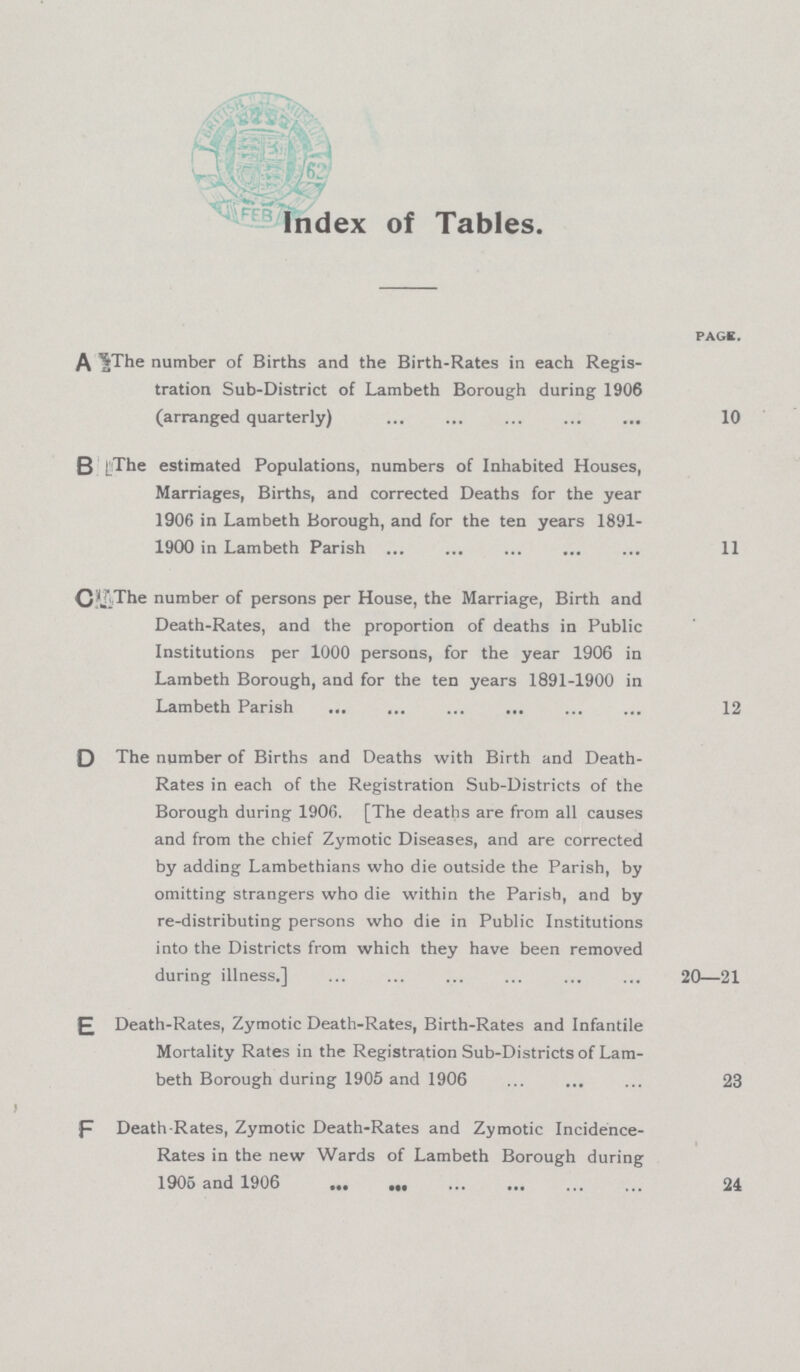 BRITISH MUSEUM
62
FEB
Index of Tables.
PAGE.
A The number of Births and the Birth-Rates in each Regis-
tration Sub-District of Lambeth Borough during 1906
(arranged quarterly) ... ... ... ... ... 10
B The estimated Populations, numbers of Inhabited Houses,
Marriages, Births, and corrected Deaths for the year
1906 in Lambeth Borough, and for the ten years 1891-
1900 in Lambeth Parish ... ... ... ... ... 11
C The number of persons per House, the Marriage, Birth and
Death-Rates, and the proportion of deaths in Public
Institutions per 1000 persons, for the year 1906 in
Lambeth Borough, and for the ten years 1891-1900 in
Lambeth Parish ... ... ... ... ... ... 12
D The number of Births and Deaths with Birth and Death-
Rates in each of the Registration Sub-Districts of the
Borough during 1906. [The deaths are from all causes
and from the chief Zymotic Diseases, and are corrected
by adding Lambethians who die outside the Parish, by
omitting strangers who die within the Parish, and by
re-distributing persons who die in Public Institutions
into the Districts from which they have been removed
during illness.] ... ... ... ... ... ... 20—21
E Death-Rates, Zymotic Death-Rates, Birth-Rates and Infantile
Mortality Rates in the Registration Sub-Districts of Lam-
beth Borough during 1905 and 1906 ... ... ... 23
F Death-Rates, Zymotic Death-Rates and Zymotic Incidence-
Rates in the new Wards of Lambeth Borough during
1905 and 1906 ... ... ... ... ... ... 24